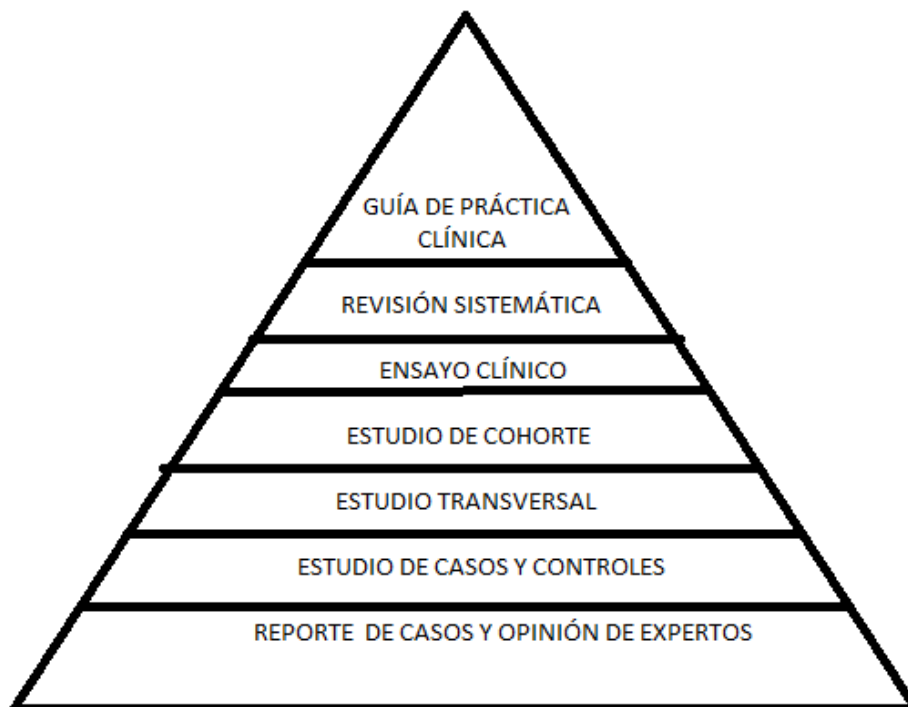 GUÍA DE PRÁCTICA
CLÍNICA
REVISIÓN SISTEMÁTICA
ENSAYO CLÍNICO
ESTUDIO DE COHORTE
ESTUDIO TRANSVERSAL
ESTUDIO DE CASOS Y CONTROLES
REPORTE DE CASOS Y OPINIÓN DE EXPERTOS